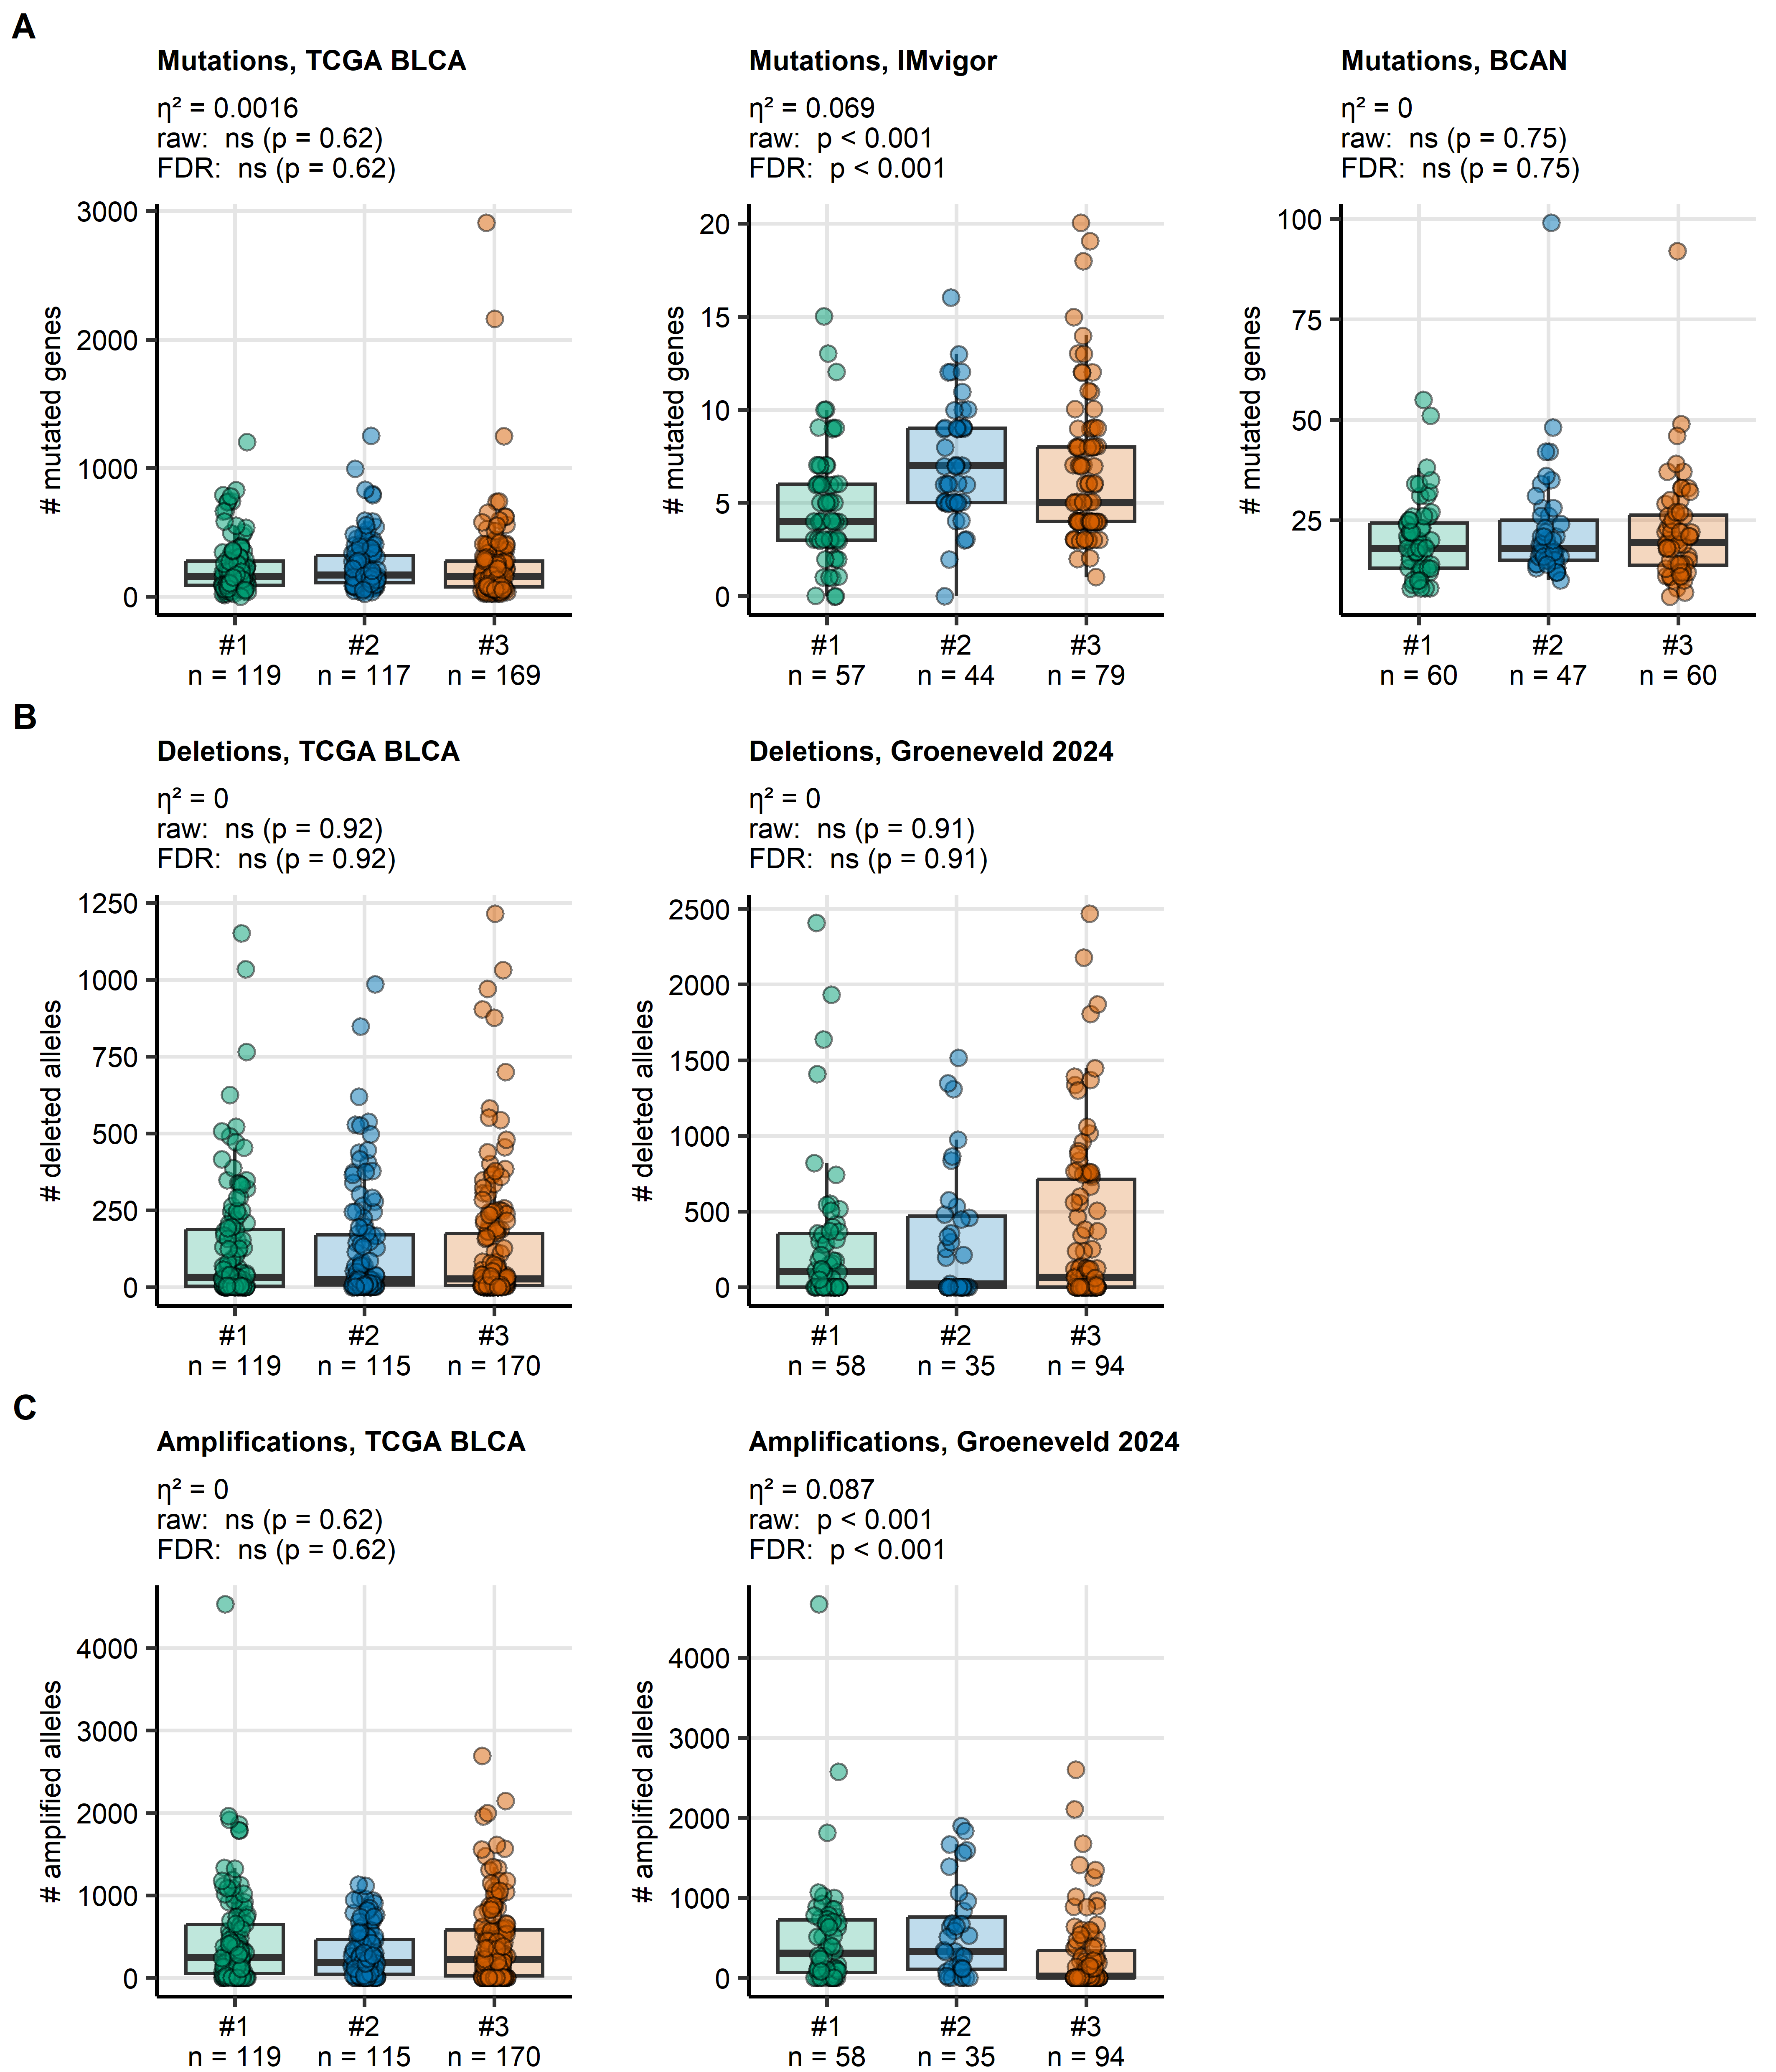 A
Mutations, TCGA BLCA
η² = 0.0016
raw:  ns (p = 0.62)
FDR:  ns (p = 0.62)
# mutated genes
3000
2000
1000
0
#1
n = 119
#2
n = 117
#3
n = 169
Mutations, IMvigor
η² = 0.069
raw:  p < 0.001
FDR:  p < 0.001
# mutated genes
20
15
10
5
0
#1
n = 57
#2
n = 44
#3
n = 79
Mutations, BCAN
η² = 0
raw:  ns (p = 0.75)
FDR:  ns (p = 0.75)
# mutated genes
100
75
50
25
#1
n = 60
#2
n = 47
#3
n = 60
B
Deletions, TCGA BLCA
η² = 0
raw:  ns (p = 0.92)
FDR:  ns (p = 0.92)
# deleted alleles
1250
1000
750
500
250
0
#1
n = 119
#2
n = 115
#3
n = 170
Deletions, Groeneveld 2024
η² = 0
raw:  ns (p = 0.91)
FDR:  ns (p = 0.91)
# deleted alleles
2500
2000
1500
1000
500
0
#1
n = 58
#2
n = 35
#3
n = 94
C
Amplifications, TCGA BLCA
η² = 0
raw:  ns (p = 0.62)
FDR:  ns (p = 0.62)
# amplified alleles
4000
3000
2000
1000
0
#1
n = 119
#2
n = 115
#3
n = 170
Amplifications, Groeneveld 2024
η² = 0.087
raw:  p < 0.001
FDR:  p < 0.001
# amplified alleles
4000
3000
2000
1000
0
#1
n = 58
#2
n = 35
#3
n = 94